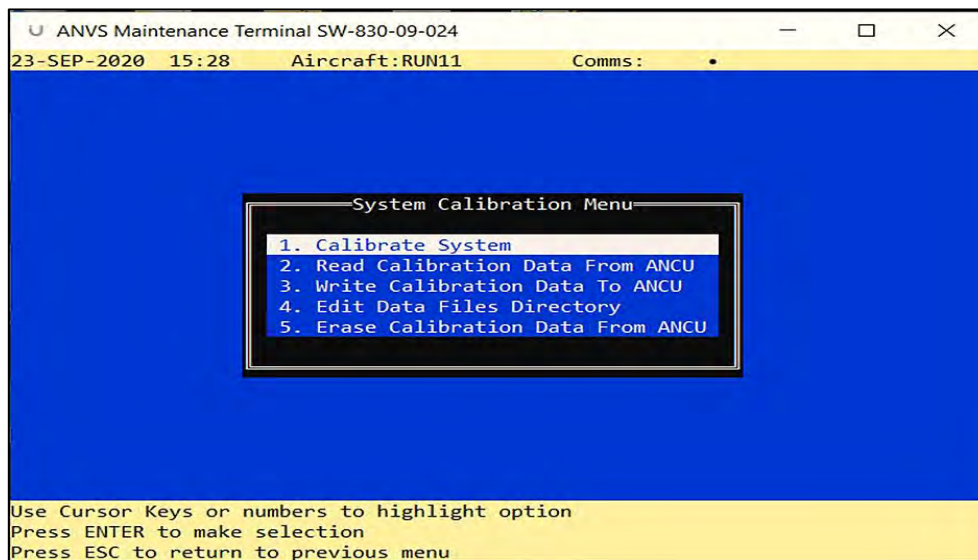 ANVS Maintenance Terminal SW-830-09-024
23-SEP-2020 15:28 Aircraft:RUN11 Comms: •
System Calibration Menu
1. Calibrate System
2. Read Calibration Data From ANCU
3. Write Calibration Data To ANCU
4. Edit Data Files Directory
5. Erase Calibration Data From ANCU
Use Cursor Keys or numbers to highlight option
Press ENTER to make selection
Press ESC to return to previous menu